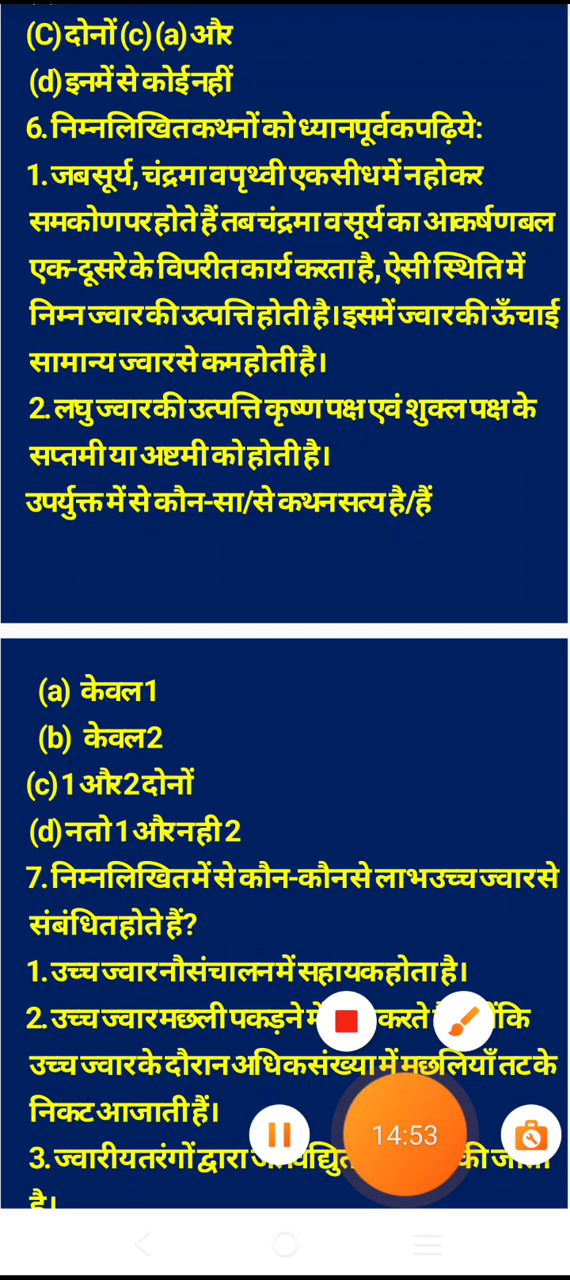 (C) दोनों (c) (a) और
(d) इनमें से कोई नहीं
6. निम्नलिखित कथनों को ध्यानपूर्वक पढ़िये:
1. जब सूर्य, चंद्रमा व पृथ्वी एक सीध में न होकर
समकोण पर होते हैं तब चंद्रमा व सूर्य का आकर्षण बल
एक-दूसरे के विपरीत कार्य करता है, ऐसी स्थिति में
निम्न ज्वार की उत्पत्ति होती है। इसमें ज्वार की ऊँचाई
सामान्य ज्वार से कम होती है।
2. लघु ज्वार की उत्पत्ति कृष्ण पक्ष एवं शुक्ल पक्ष के
सप्तमी या अष्टमी को होती है।
उपर्युक्त में से कौन-सा/से कथन सत्य है/हैं
(a) केवल 1
(b) केवल 2
(c) 1 और 2 दोनों
(d) न तो 1 और न ही 2
7. निम्नलिखित में से कौन-कौन से लाभ उच्च ज्वार से
संबंधित होते हैं?
1. उच्च ज्वार नौसंचालन में सहायक होता है।
2. उच्च ज्वार मछली पकड़ने में करते
उच्च ज्वार के दौरान अधिक संख्या में मछलियाँ तट के
निकट आ जाती हैं।
14:53
3. ज्वारीय तरंगों द्वारा की
है।